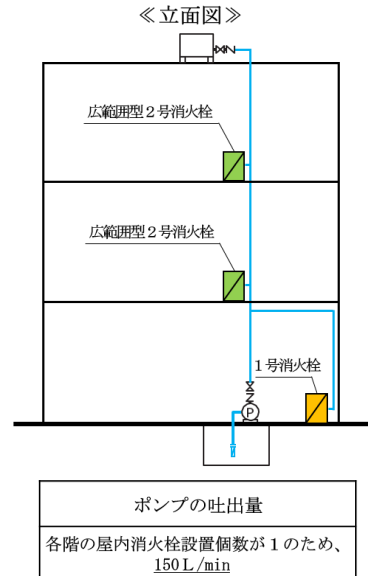 ≪立面図≫
広範囲型２号消火栓
広範囲型２号消火栓
１号消火栓
P
ポンプの吐出量
各階の屋内消火栓設置個数が１のため、
150Ｌ/min